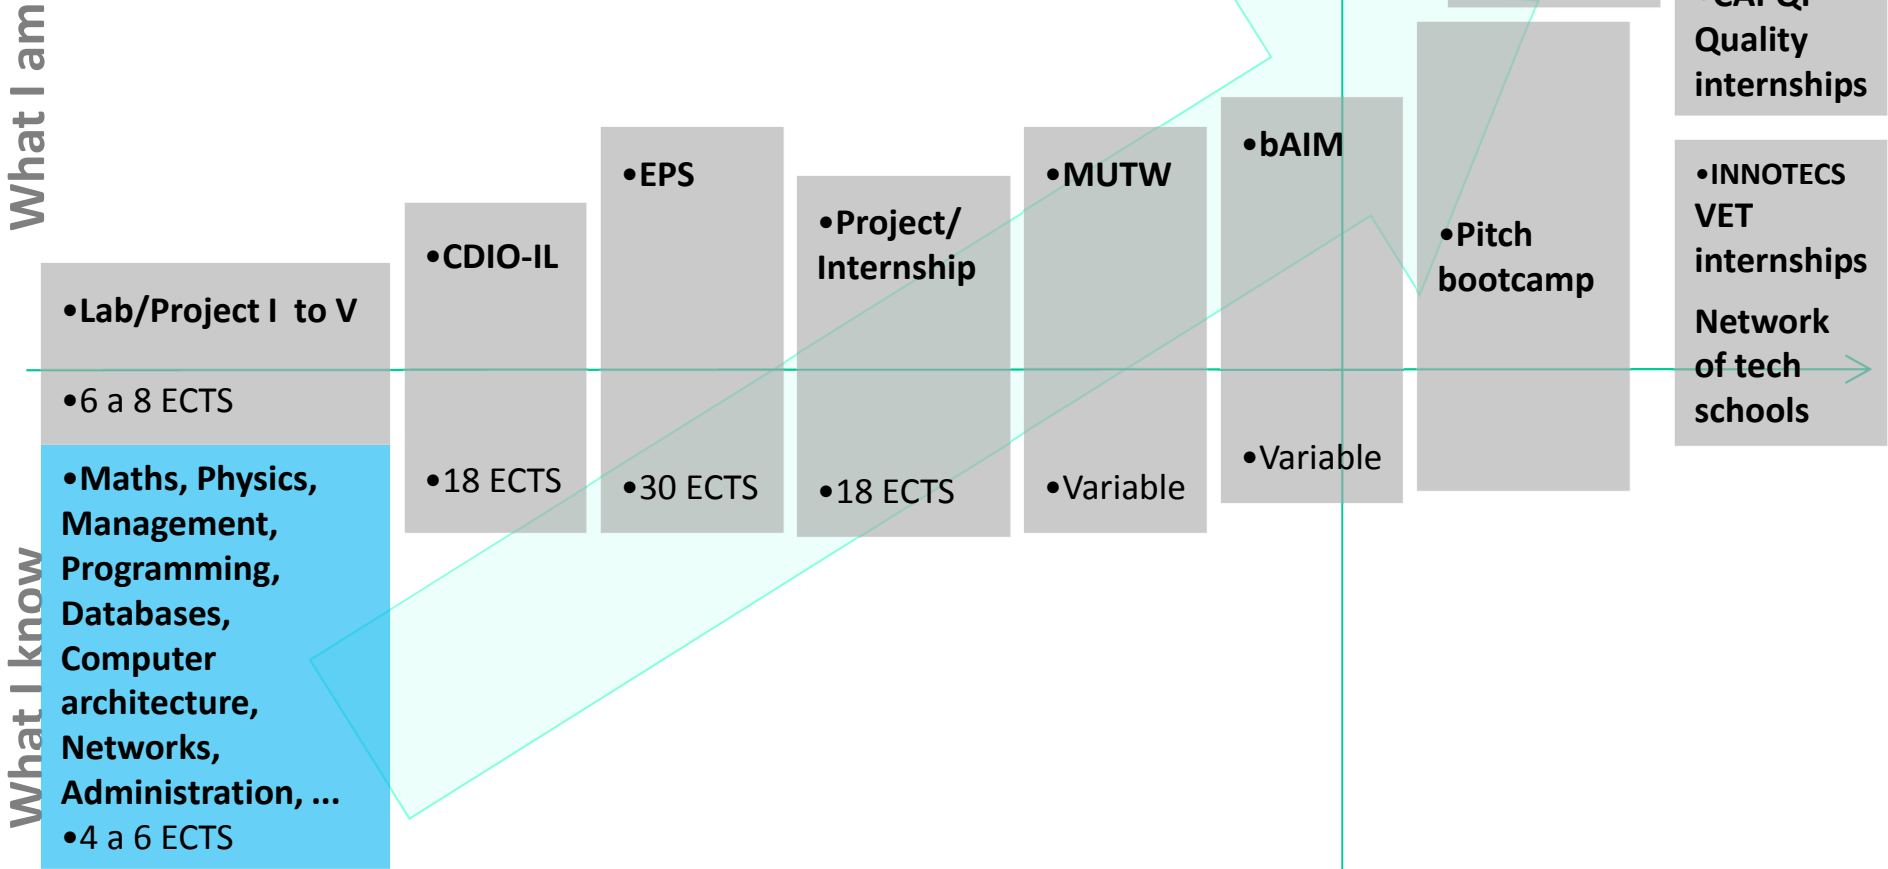 What I am
What I know
•Lab/Project I to V
•6 a 8 ECTS
•Maths, Physics,
Management,
Programming,
Databases,
Computer
architecture,
Networks,
Administration, ...
•4 a 6 ECTS
•CDIO-IL
•18 ECTS
•EPS
•30 ECTS
•Project/
Internship
•18 ECTS
•MUTW
•Variable
•bAIM
•Variable
•Pitch
bootcamp
Quality
internships
•INNOTECS
VET
internships
Network
of tech
schools